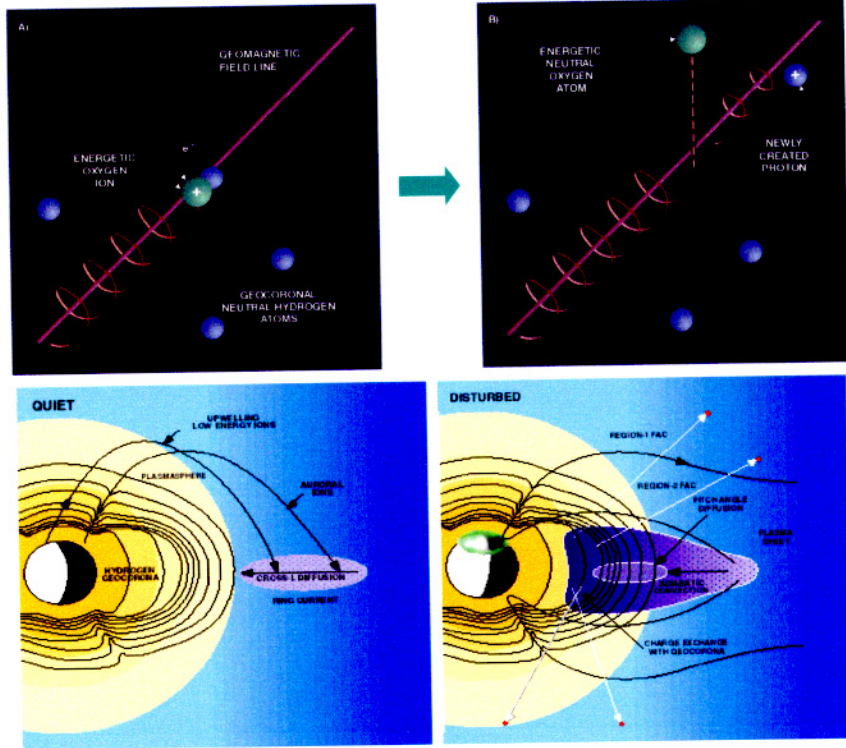 A)
GEOMAGNETIC
FIELD LINE
e-
ENERGETIC
OXYGEN
ION
+
GEOCORONAL
NEUTRAL HYDROGEN
ATOMS
B)
ENERGETIC
NEUTRAL
OXYGEN
ATOM
+
NEWLY
CREATED
PROTON
QUIET
UPWELLING
LOW ENERGY IONS
PLASMASPHERE
AURORAL
IONS
HYDROGEN
GEOCORONA
CROSS-L DIFFUSION
RING CURRENT
DISTURBED
REGION-1 FAC
REGION-2 FAC
PITCHANGLE
DIFFUSION
PLASMA
SHEET
ADIABATIC
CONVECTION
CHARGE EXCHANGE
WITH GEOCORONA